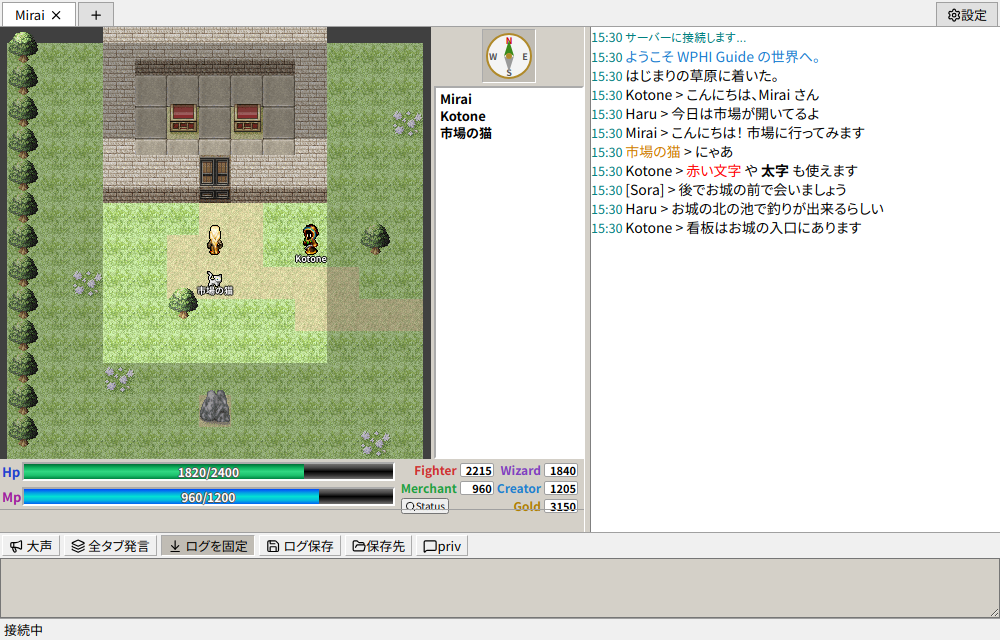 Mirai ×
+
設定
N
W E
S
Mirai
Kotone
市場の猫
Kotone
市場の猫
15:30 サーバーに接続します...
15:30 ようこそ WPHI Guide の世界へ。
15:30 はじまりの草原に着いた。
15:30 Kotone > こんにちは、Mirai さん
15:30 Haru > 今日は市場が開いてるよ
15:30 Mirai > こんにちは！市場に行ってみます
15:30 市場の猫 > にゃあ
15:30 Kotone > 赤い文字 や 太字 も使えます
15:30 [Sora] > 後でお城の前で会いましょう
15:30 Haru > お城の北の池で釣りが出来るらしい
15:30 Kotone > 看板はお城の入口にあります
Hp 1820/2400
Mp 960/1200
Fighter 2215 Wizard 1840
Merchant 960 Creator 1205
Status Gold 3150
大声 全タブ発言 ログを固定 ログ保存 保存先 priv
接続中